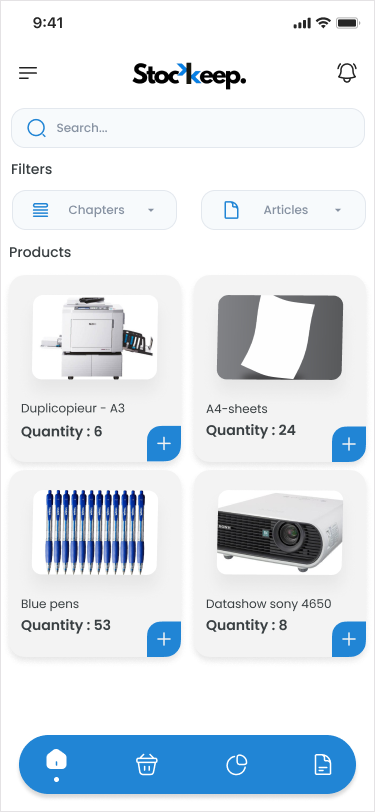 9:41
Stockeep.
Search...
Filters
Chapters
Articles
Products
Duplicopieur - A3
Quantity : 6
A4-sheets
Quantity : 24
Blue pens
Quantity : 53
Datashow sony 4650
Quantity : 8